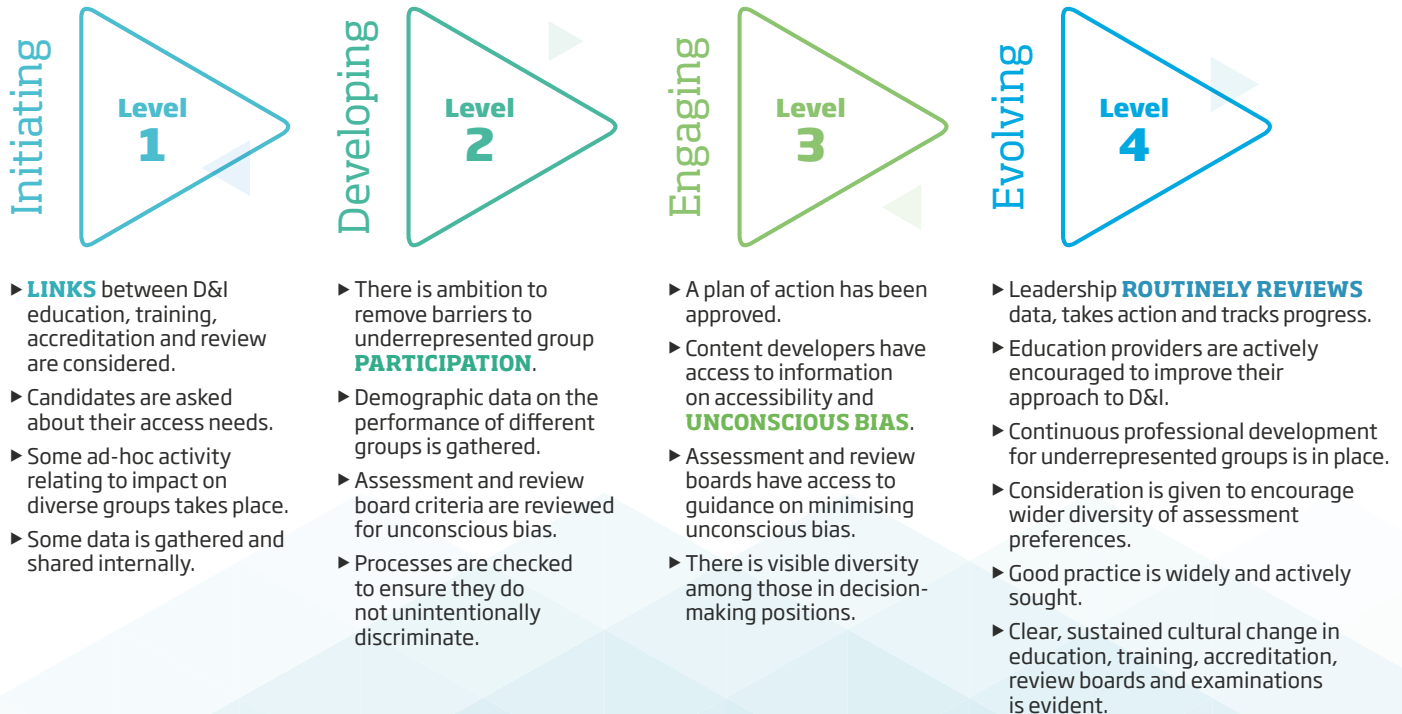 Initiating
Level
1
▶ LINKS between D&I
education, training,
accreditation and review
are considered.
▶ Candidates are asked
about their access needs.
▶ Some ad-hoc activity
relating to impact on
diverse groups takes place.
▶ Some data is gathered and
shared internally.
Developing
Level
2
▶ There is ambition to
remove barriers to
underrepresented group
PARTICIPATION.
▶ Demographic data on the
performance of different
groups is gathered.
▶ Assessment and review
board criteria are reviewed
for unconscious bias.
▶ Processes are checked
to ensure they do
not unintentionally
discriminate.
Engaging
Level
3
▶ A plan of action has been
approved.
▶ Content developers have
access to information
on accessibility and
UNCONSCIOUS BIAS.
▶ Assessment and review
boards have access to
guidance on minimising
unconscious bias.
▶ There is visible diversity
among those in decision-
making positions.
Evolving
Level
4
▶ Leadership ROUTINELY REVIEWS
data, takes action and tracks progress.
▶ Education providers are actively
encouraged to improve their
approach to D&I.
▶ Continuous professional development
for underrepresented groups is in place.
▶ Consideration is given to encourage
wider diversity of assessment
preferences.
▶ Good practice is widely and actively
sought.
▶ Clear, sustained cultural change in
education, training, accreditation,
review boards and examinations
is evident.